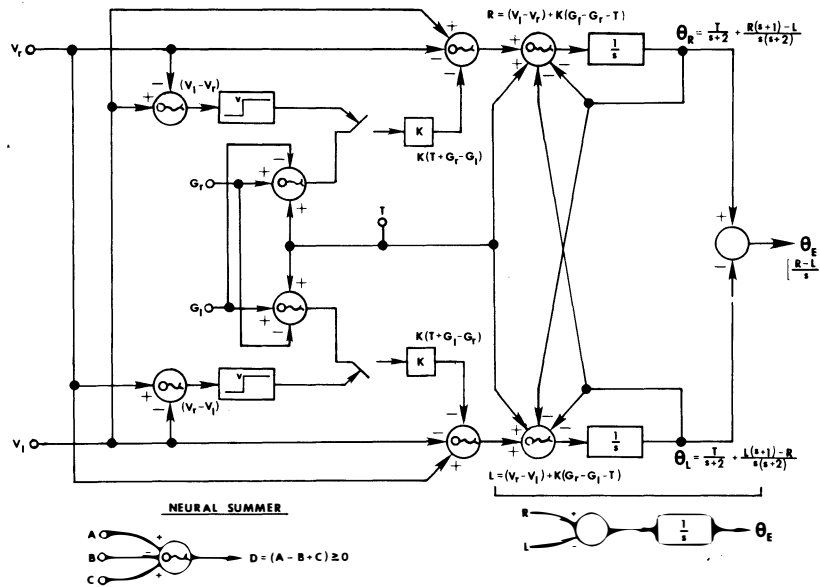 R = (V_l - V_r) + K(G_l - G_r - T)
θ_R = T/(s+2) + (R(s+1) - L)/(s(s+2))
V_r
+
+
-
+
+
-
1/s
-
-
-
-
(V_l - V_r)
+
V
K
K(T + G_r - G_l)
-
G_r
+
+
T
+
θ_E
-
[(R-L)/s
+
G_l
+
+
-
K(T + G_l - G_r)
K
V
+
-
(V_r - V_l)
-
-
-
+
-
V_l
-
+
+
+
-
1/s
θ_L = T/(s+2) + (L(s+1) - R)/(s(s+2))
L = (V_r - V_l) + K(G_r - G_l - T)
NEURAL SUMMER
A
+
B
-
D = (A - B + C) ≥ 0
C
+
R
+
1/s
θ_E
L
-